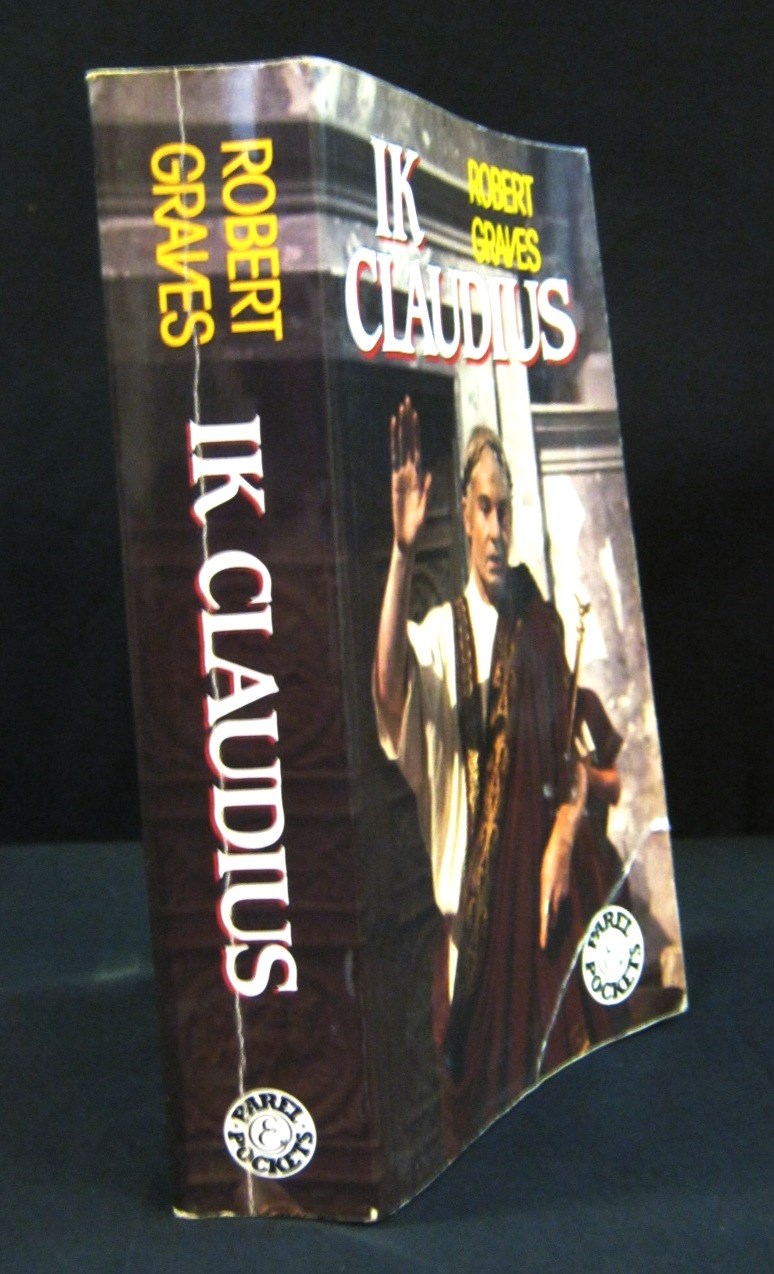 ROBERT
GRAVES
IK CLAUDIUS
PAREL
&
POCKETS
IK
CLAUDIUS
ROBERT
GRAVES
PAREL
POCKETS